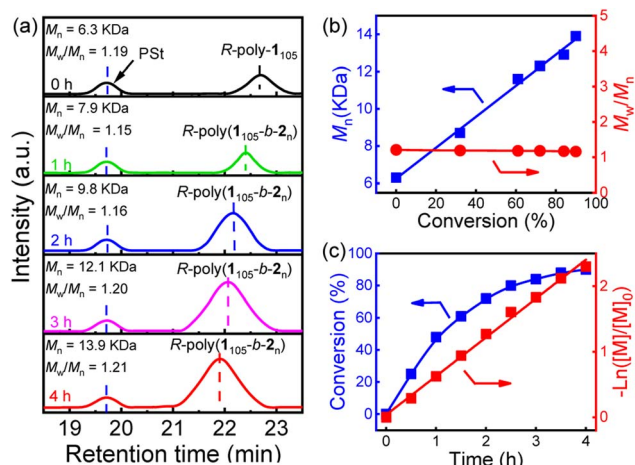 (a)
Mn = 6.3 KDa
Mw/Mn = 1.19
PSt
R-poly-1105
0 h
Mn = 7.9 KDa
Mw/Mn = 1.15
R-poly(1105-b-2n)
1 h
Mn = 9.8 KDa
R-poly(1105-b-2n)
Mw/Mn = 1.16
2 h
Mn = 12.1 KDa
R-poly(1105-b-2n)
Mw/Mn = 1.20
3 h
Mn = 13.9 KDa
R-poly(1105-b-2n)
Mw/Mn = 1.21
4 h
Intensity (a.u.)
19 20 21 22 23
Retention time (min)
(b)
14
12
10
8
6
Mn(KDa)
5
4
3
2
1
0
Mw/Mn
0 20 40 60 80 100
Conversion (%)
(c)
100
80
60
40
20
0
Conversion (%)
2
1
0
-Ln([M]/[M]0)
0 1 2 3 4
Time (h)